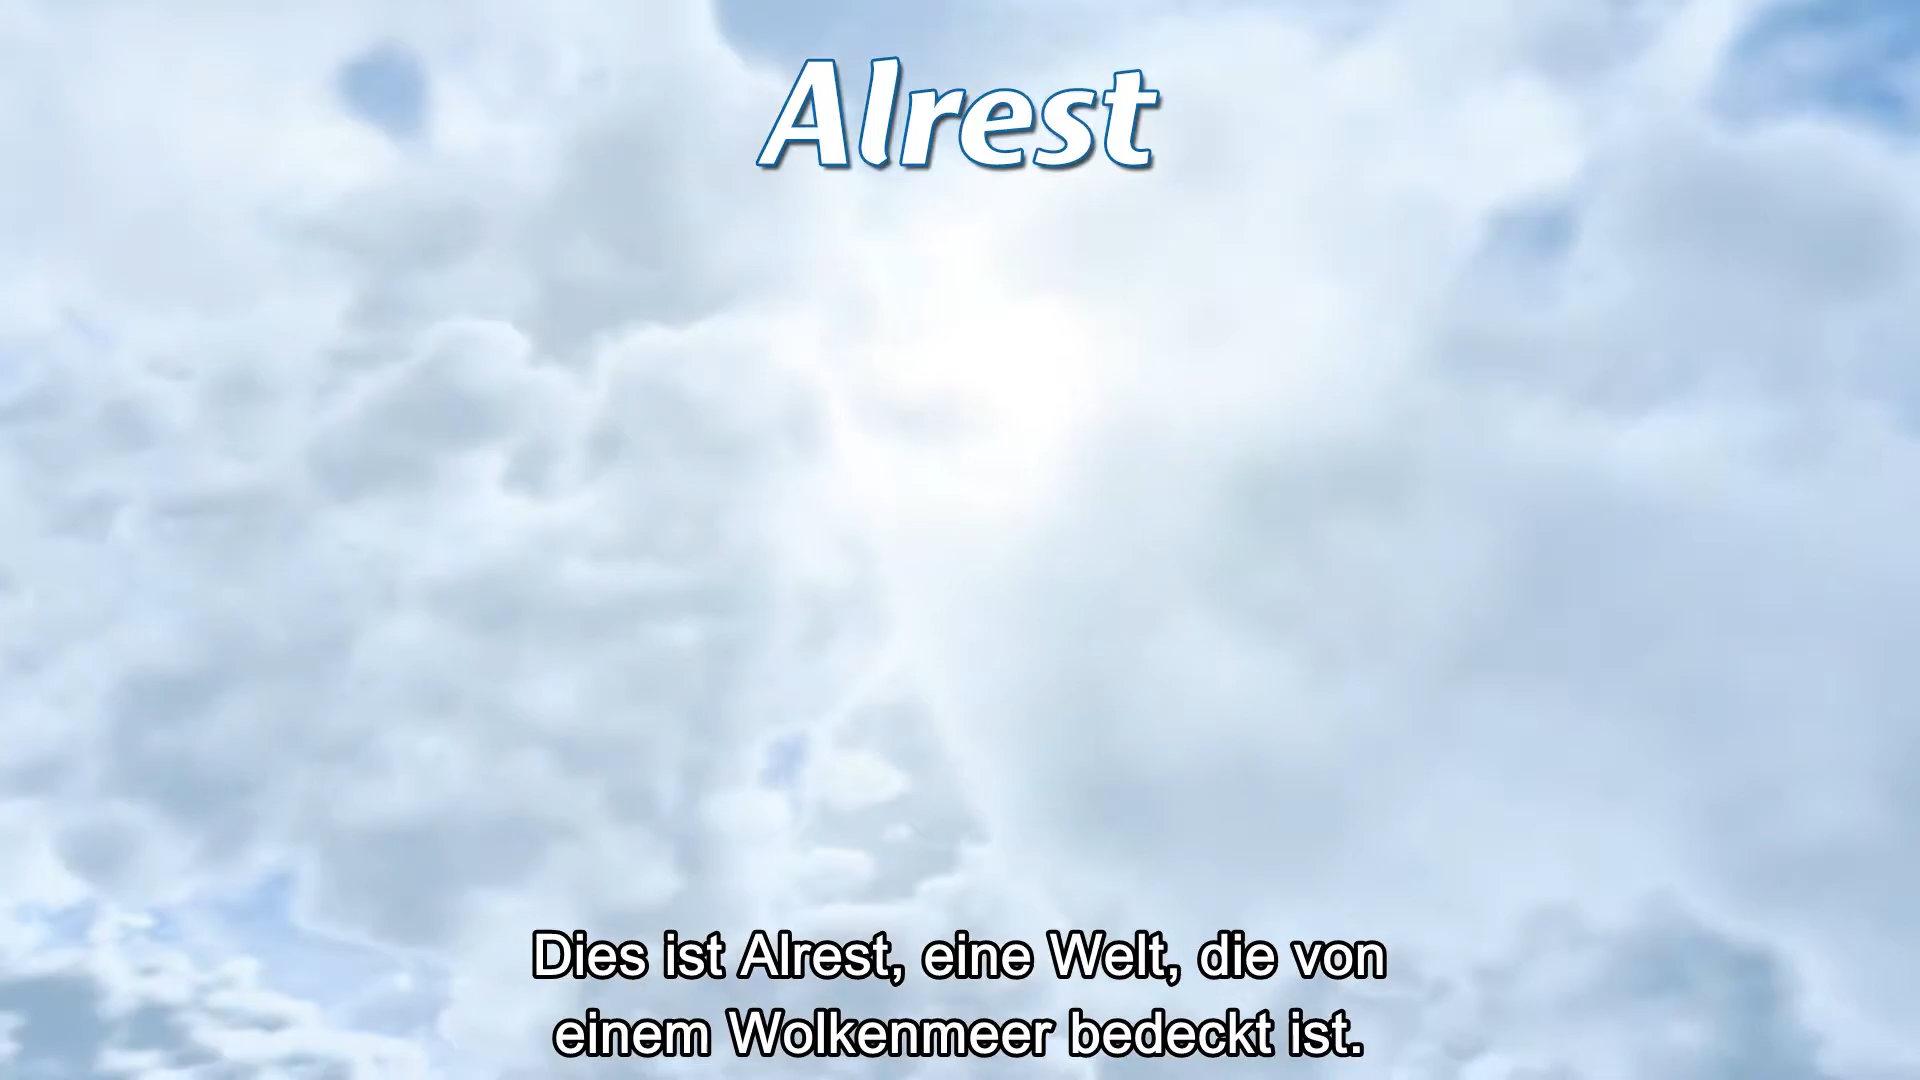 Alrest
Dies ist Alrest, eine Welt, die von
einem Wolkenmeer bedeckt ist.